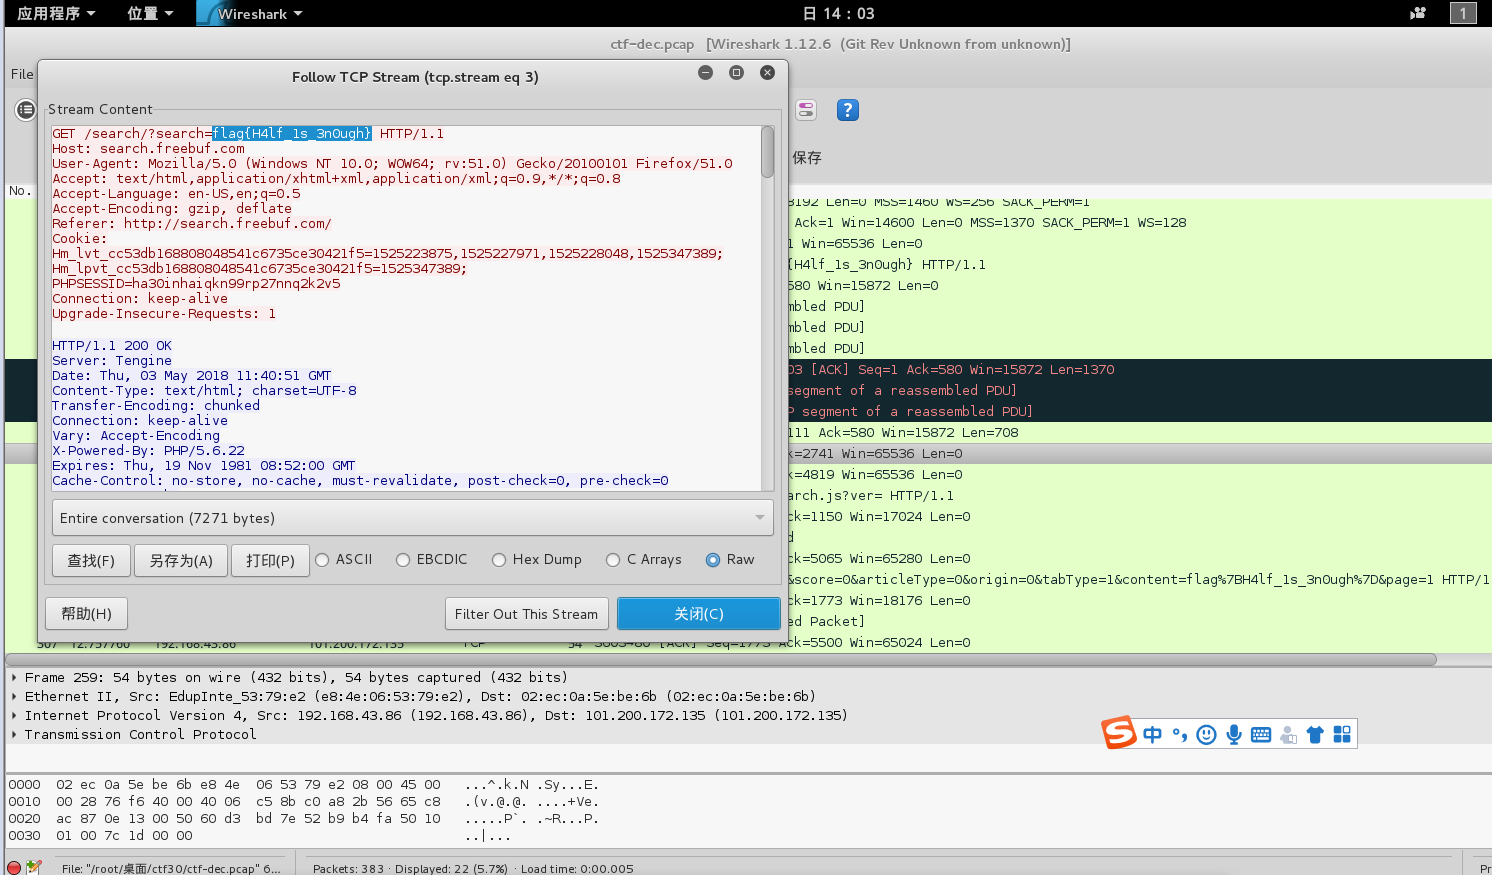 应用程序 位置 Wireshark 日 14：03 1
ctf-dec.pcap [Wireshark 1.12.6 (Git Rev Unknown from unknown)]
File
Follow TCP Stream (tcp.stream eq 3)
Stream Content
GET /search/?search=flag{H4lf_1s_3n0ugh} HTTP/1.1
Host: search.freebuf.com
User-Agent: Mozilla/5.0 (Windows NT 10.0; WOW64; rv:51.0) Gecko/20100101 Firefox/51.0
Accept: text/html,application/xhtml+xml,application/xml;q=0.9,*/*;q=0.8
Accept-Language: en-US,en;q=0.5
Accept-Encoding: gzip, deflate
Referer: http://search.freebuf.com/
Cookie:
Hm_lvt_cc53db168808048541c6735ce30421f5=1525223875,1525227971,1525228048,1525347389;
Hm_lpvt_cc53db168808048541c6735ce30421f5=1525347389;
PHPSESSID=ha30inhaiqkn99rp27nnq2k2v5
Connection: keep-alive
Upgrade-Insecure-Requests: 1
HTTP/1.1 200 OK
Server: Tengine
Date: Thu, 03 May 2018 11:40:51 GMT
Content-Type: text/html; charset=UTF-8
Transfer-Encoding: chunked
Connection: keep-alive
Vary: Accept-Encoding
X-Powered-By: PHP/5.6.22
Expires: Thu, 19 Nov 1981 08:52:00 GMT
Cache-Control: no-store, no-cache, must-revalidate, post-check=0, pre-check=0
Entire conversation (7271 bytes)
查找(F) 另存为(A) 打印(P) ASCII EBCDIC Hex Dump C Arrays Raw
帮助(H) Filter Out This Stream 关闭(C)
?
保存
No.
8192 Len=0 MSS=1460 WS=256 SACK_PERM=1
Ack=1 Win=14600 Len=0 MSS=1370 SACK_PERM=1 WS=128
1 Win=65536 Len=0
{H4lf_1s_3n0ugh} HTTP/1.1
580 Win=15872 Len=0
mbled PDU]
mbled PDU]
mbled PDU]
03 [ACK] Seq=1 Ack=580 Win=15872 Len=1370
segment of a reassembled PDU]
P segment of a reassembled PDU]
111 Ack=580 Win=15872 Len=708
k=2741 Win=65536 Len=0
ck=4819 Win=65536 Len=0
arch.js?ver= HTTP/1.1
ck=1150 Win=17024 Len=0
d
ck=5065 Win=65280 Len=0
&score=0&articleType=0&origin=0&tabType=1&content=flag%7BH4lf_1s_3n0ugh%7D&page=1 HTTP/1
ck=1773 Win=18176 Len=0
ed Packet]
307 12.737760 192.168.43.86 101.200.172.135 TCP 54 [ACK] Seq=1773 Ack=5500 Win=65024 Len=0
Frame 259: 54 bytes on wire (432 bits), 54 bytes captured (432 bits)
Ethernet II, Src: EdupInte_53:79:e2 (e8:4e:06:53:79:e2), Dst: 02:ec:0a:5e:be:6b (02:ec:0a:5e:be:6b)
Internet Protocol Version 4, Src: 192.168.43.86 (192.168.43.86), Dst: 101.200.172.135 (101.200.172.135)
Transmission Control Protocol
中
0000 02 ec 0a 5e be 6b e8 4e 06 53 79 e2 08 00 45 00 ...^.k.N .Sy...E.
0010 00 28 76 f6 40 00 40 06 c5 8b c0 a8 2b 56 65 c8 .(v.@.@. ....+Ve.
0020 ac 87 0e 13 00 50 60 d3 bd 7e 52 b9 b4 fa 50 10 .....P`. .~R...P.
0030 01 00 7c 1d 00 00 ..|...
File: "/root/桌面/ctf30/ctf-dec.pcap" 6... Packets: 383 · Displayed: 22 (5.7%) · Load time: 0:00.005 Pr